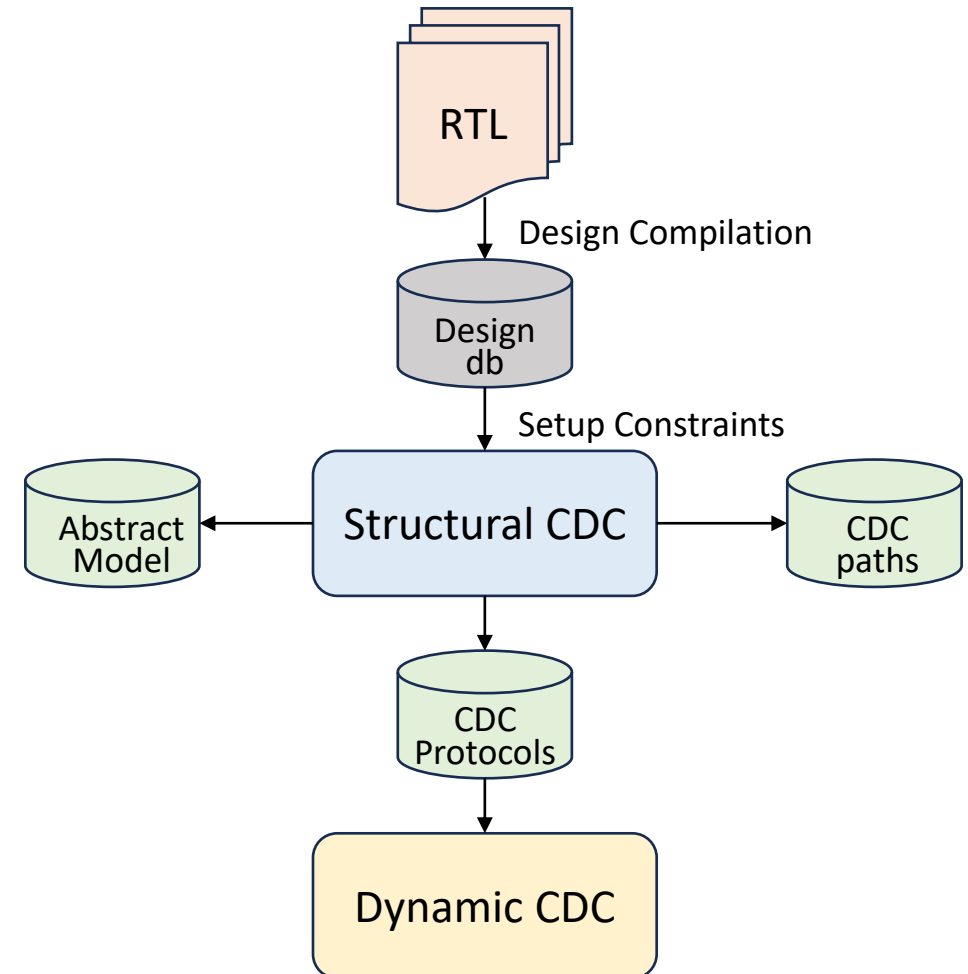 RTL
Design Compilation
Design
db
Setup Constraints
Abstract
Model
Structural CDC
CDC
paths
CDC
Protocols
Dynamic CDC